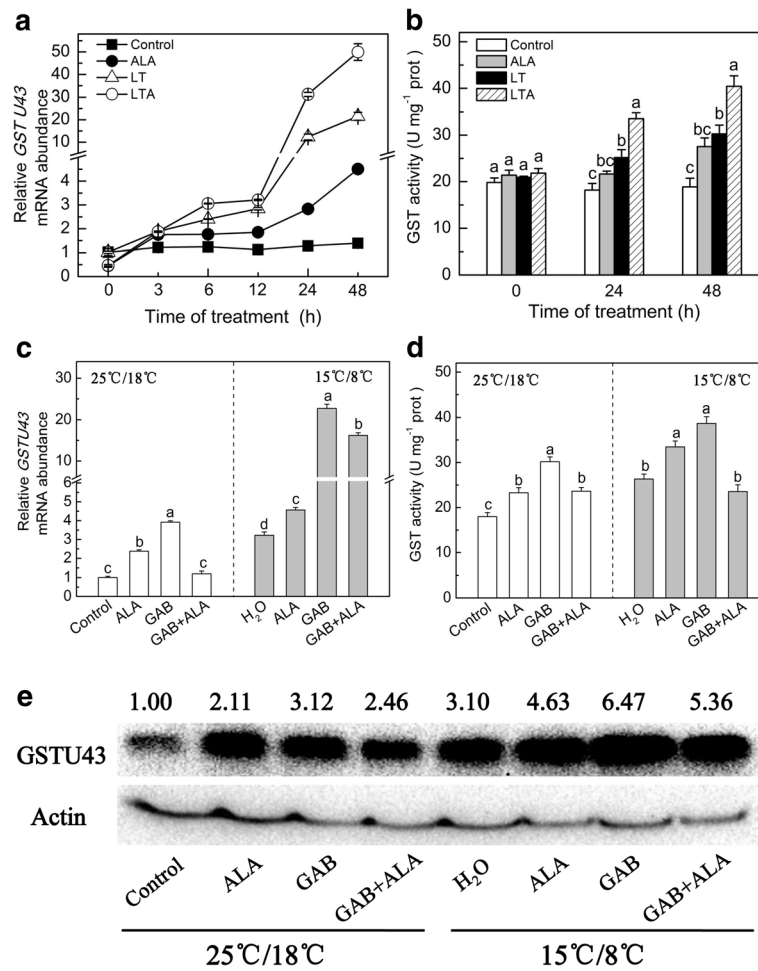 a
Relative GST U43
mRNA abundance
50
40
30
20
10
4
3
2
1
0
Control
ALA
LT
LTA
0 3 6 12 24 48
Time of treatment (h)
b
GST activity (U mg⁻¹ prot )
50
40
30
20
10
0
Control
ALA
LT
LTA
a a a a
c bc b a
c bc b a
0 24 48
Time of treatment (h)
c
Relative GSTU43
mRNA abundance
30
20
10
6
5
4
3
2
1
0
25℃/18℃ 15℃/8℃
c b a c d c a b
Control ALA GAB GAB+ALA H₂O ALA GAB GAB+ALA
d
GST activity (U mg⁻¹ prot )
50
40
30
20
10
0
25℃/18℃ 15℃/8℃
c b a b b a a b
Control ALA GAB GAB+ALA H₂O ALA GAB GAB+ALA
e
1.00 2.11 3.12 2.46 3.10 4.63 6.47 5.36
GSTU43
Actin
Control ALA GAB GAB+ALA H₂O ALA GAB GAB+ALA
25℃/18℃ 15℃/8℃